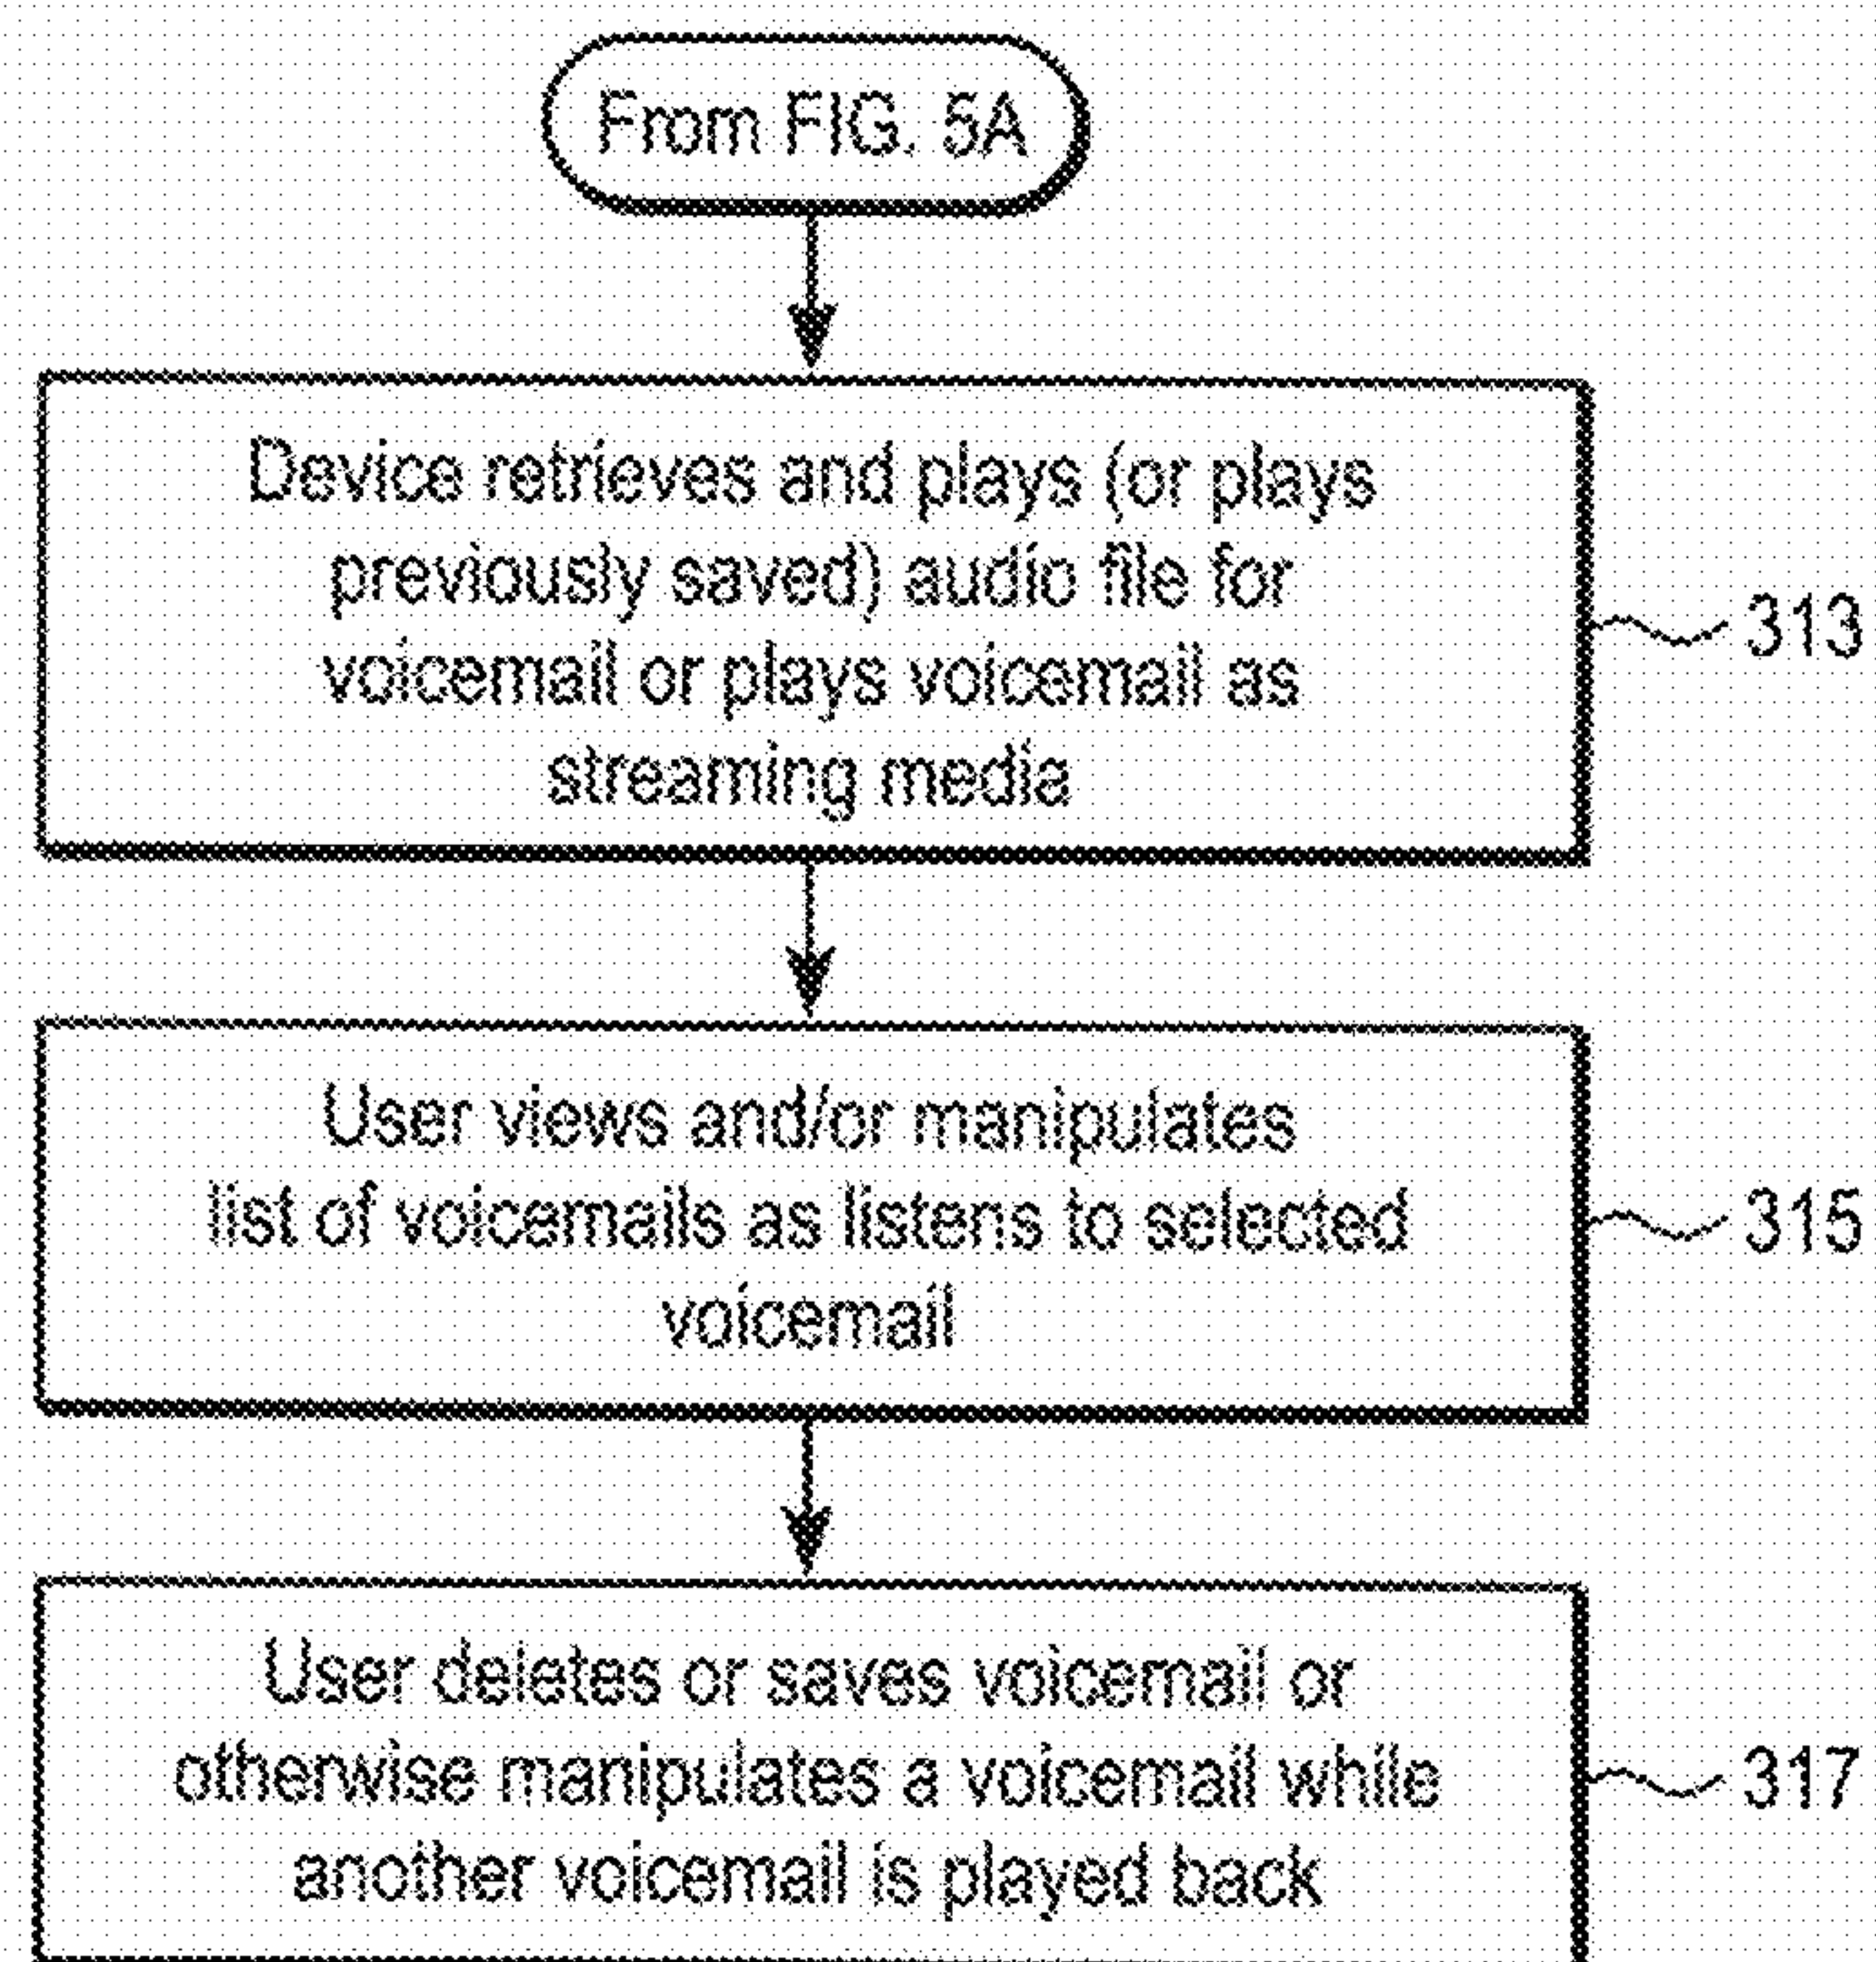 From FIG. 5A
Device retrieves and plays (or plays
previously saved) audio file for
voicemail or plays voicemail as
streaming media
313
User views and/or manipulates
list of voicemails as listens to selected
voicemail
315
User deletes or saves voicemail or
otherwise manipulates a voicemail while
another voicemail is played back
317